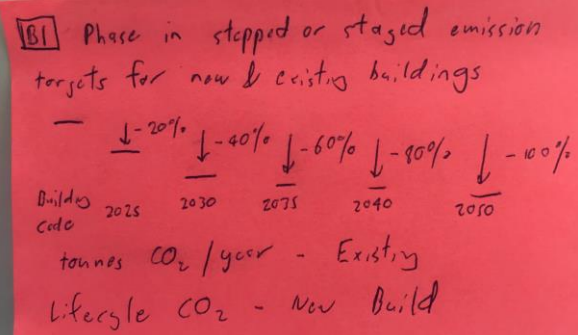 B1 Phase in stepped or staged emission
targets for new & existing buildings
- 20% - 40% - 60% - 80% - 100%
Building code 2025 2030 2035 2040 2050
tonnes CO₂ / year - Existing
Lifecycle CO₂ - New Build